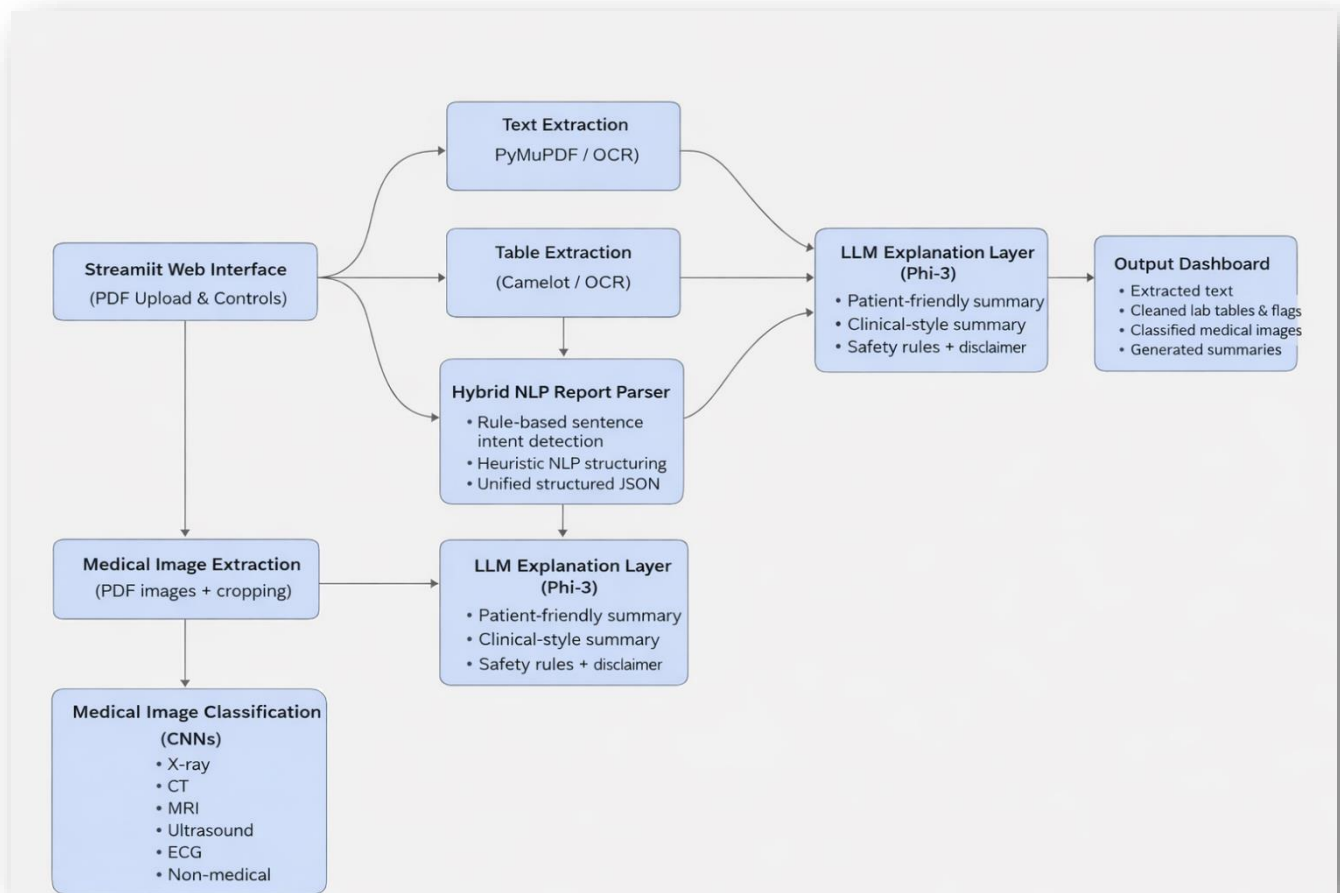 Text Extraction
PyMuPDF / OCR)
Streamiit Web Interface
(PDF Upload & Controls)
Table Extraction
(Camelot / OCR)
LLM Explanation Layer
(Phi-3)
• Patient-friendly summary
• Clinical-style summary
• Safety rules + disclaimer
Output Dashboard
• Extracted text
• Cleaned lab tables & flags
• Classified medical images
• Generated summaries
Hybrid NLP Report Parser
• Rule-based sentence
intent detection
• Heuristic NLP structuring
• Unified structured JSON
Medical Image Extraction
(PDF images + cropping)
LLM Explanation Layer
(Phi-3)
• Patient-friendly summary
• Clinical-style summary
• Safety rules + disclaimer
Medical Image Classification
(CNNs)
• X-ray
• CT
• MRI
• Ultrasound
• ECG
• Non-medical